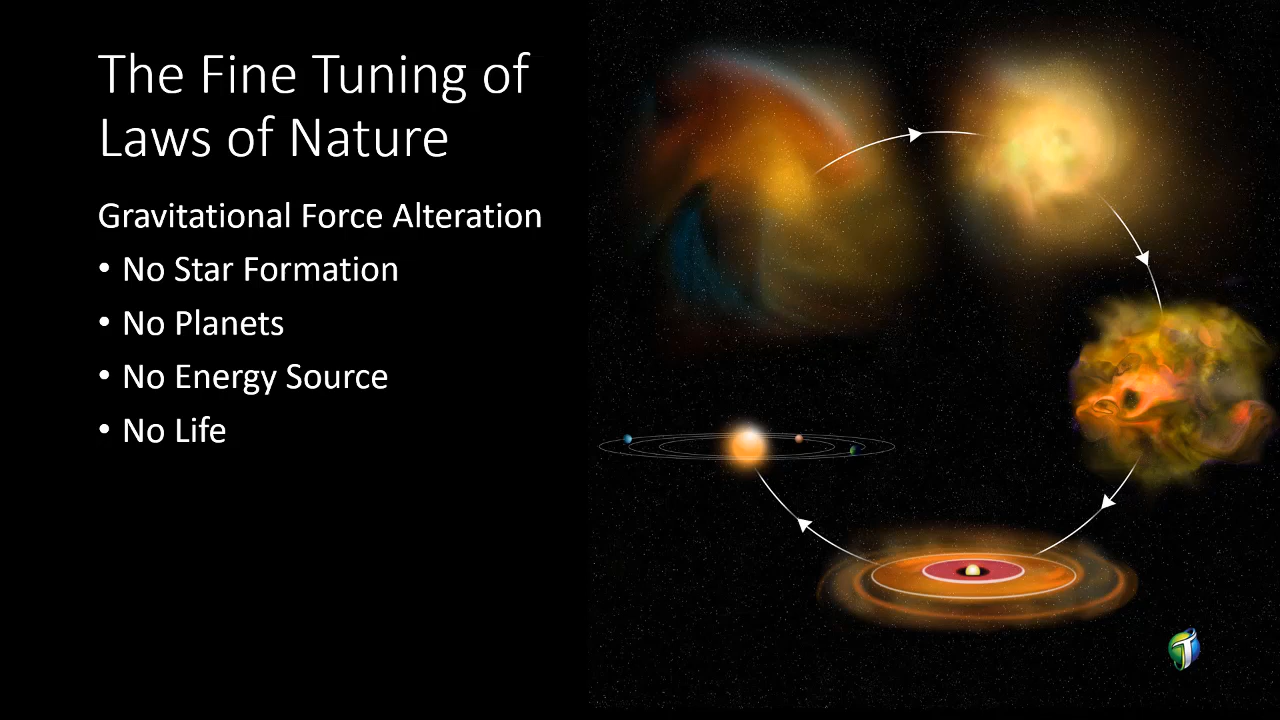 The Fine Tuning of
Laws of Nature
Gravitational Force Alteration
• No Star Formation
• No Planets
• No Energy Source
• No Life
T